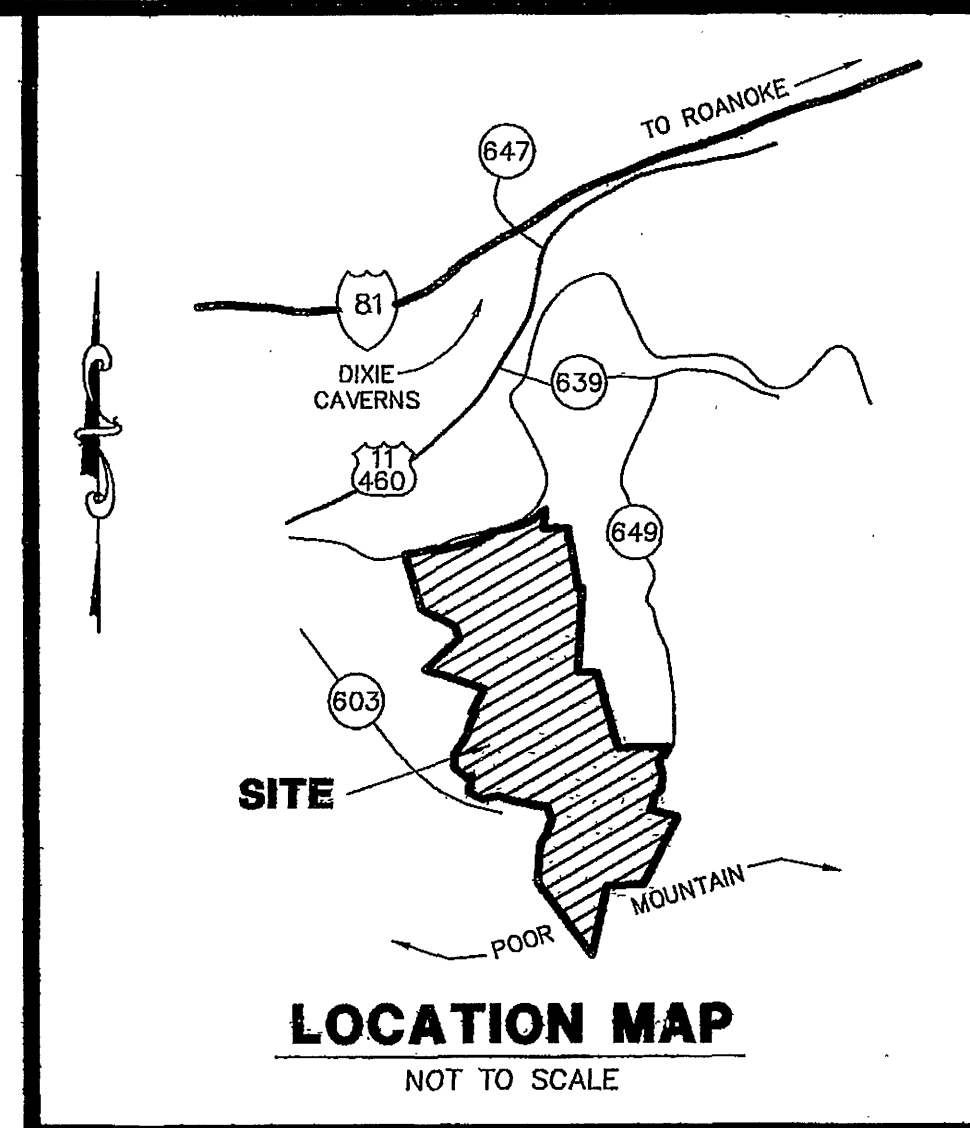 TO ROANOKE
647
81
DIXIE
CAVERNS
639
11
460
649
603
SITE
POOR MOUNTAIN
LOCATION MAP
NOT TO SCALE